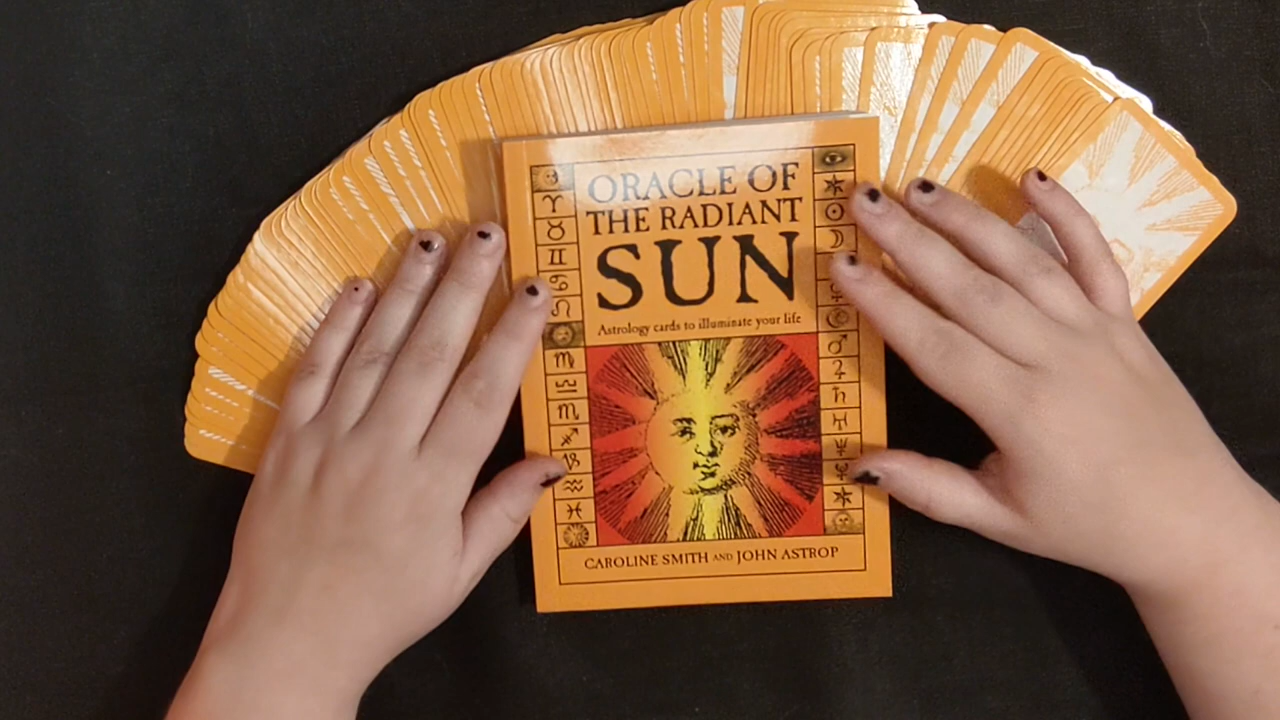 ORACLE OF
THE RADIANT
SUN
Astrology cards to illuminate your life
CAROLINE SMITH AND JOHN ASTROP